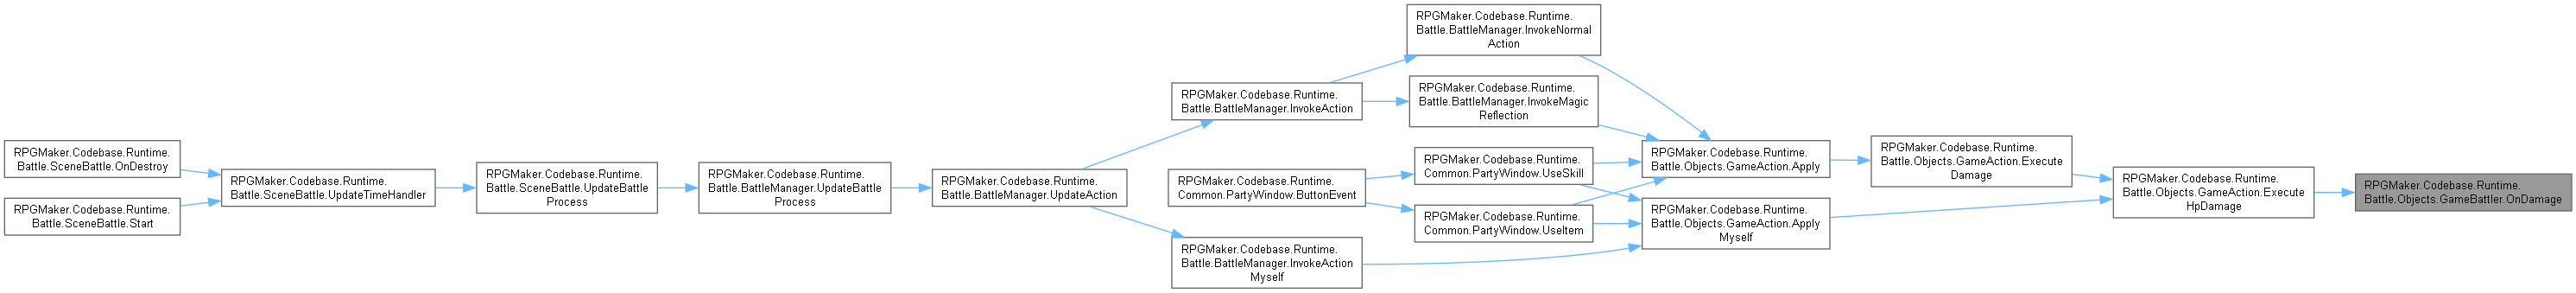 RPGMaker.Codebase.Runtime.
Battle.SceneBattle.OnDestroy
RPGMaker.Codebase.Runtime.
Battle.SceneBattle.Start
RPGMaker.Codebase.Runtime.
Battle.SceneBattle.UpdateTimeHandler
RPGMaker.Codebase.Runtime.
Battle.SceneBattle.UpdateBattle
Process
RPGMaker.Codebase.Runtime.
Battle.BattleManager.UpdateBattle
Process
RPGMaker.Codebase.Runtime.
Battle.BattleManager.UpdateAction
RPGMaker.Codebase.Runtime.
Battle.BattleManager.InvokeAction
RPGMaker.Codebase.Runtime.
Common.PartyWindow.ButtonEvent
RPGMaker.Codebase.Runtime.
Battle.BattleManager.InvokeAction
Myself
RPGMaker.Codebase.Runtime.
Battle.BattleManager.InvokeNormal
Action
RPGMaker.Codebase.Runtime.
Battle.BattleManager.InvokeMagic
Reflection
RPGMaker.Codebase.Runtime.
Common.PartyWindow.UseSkill
RPGMaker.Codebase.Runtime.
Common.PartyWindow.UseItem
RPGMaker.Codebase.Runtime.
Battle.Objects.GameAction.Apply
RPGMaker.Codebase.Runtime.
Battle.Objects.GameAction.Apply
Myself
RPGMaker.Codebase.Runtime.
Battle.Objects.GameAction.Execute
Damage
RPGMaker.Codebase.Runtime.
Battle.Objects.GameAction.Execute
HpDamage
RPGMaker.Codebase.Runtime.
Battle.Objects.GameBattler.OnDamage